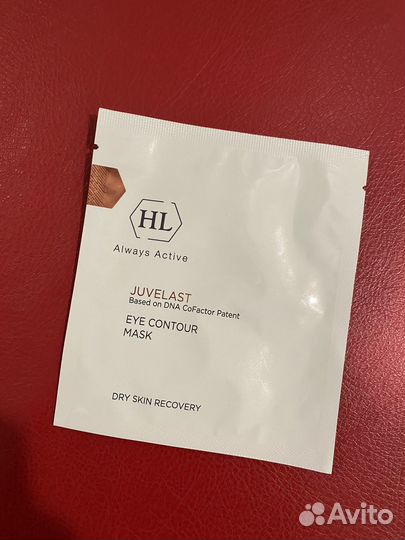 HL
Always Active
JUVELAST
Based on DNA CoFactor Patent
EYE CONTOUR
MASK
DRY SKIN RECOVERY
Avito